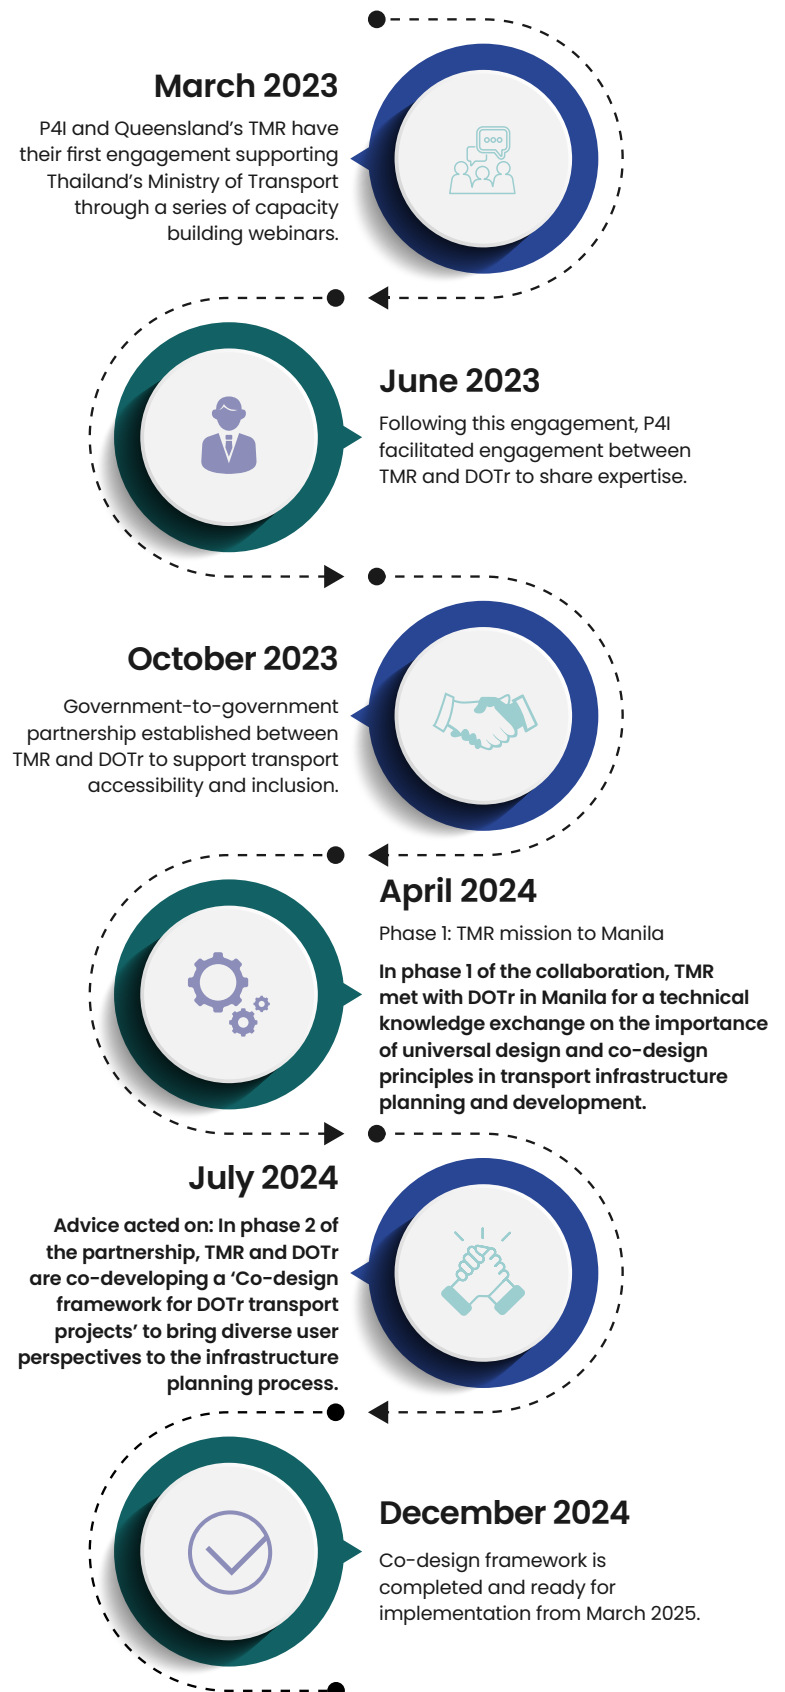 March 2023
P4I and Queensland’s TMR have
their first engagement supporting
Thailand’s Ministry of Transport
through a series of capacity
building webinars.
June 2023
Following this engagement, P4I
facilitated engagement between
TMR and DOTr to share expertise.
October 2023
Government-to-government
partnership established between
TMR and DOTr to support transport
accessibility and inclusion.
April 2024
Phase 1: TMR mission to Manila
In phase 1 of the collaboration, TMR
met with DOTr in Manila for a technical
knowledge exchange on the importance
of universal design and co-design
principles in transport infrastructure
planning and development.
July 2024
Advice acted on: In phase 2 of
the partnership, TMR and DOTr
are co-developing a ‘Co-design
framework for DOTr transport
projects’ to bring diverse user
perspectives to the infrastructure
planning process.
December 2024
Co-design framework is
completed and ready for
implementation from March 2025.